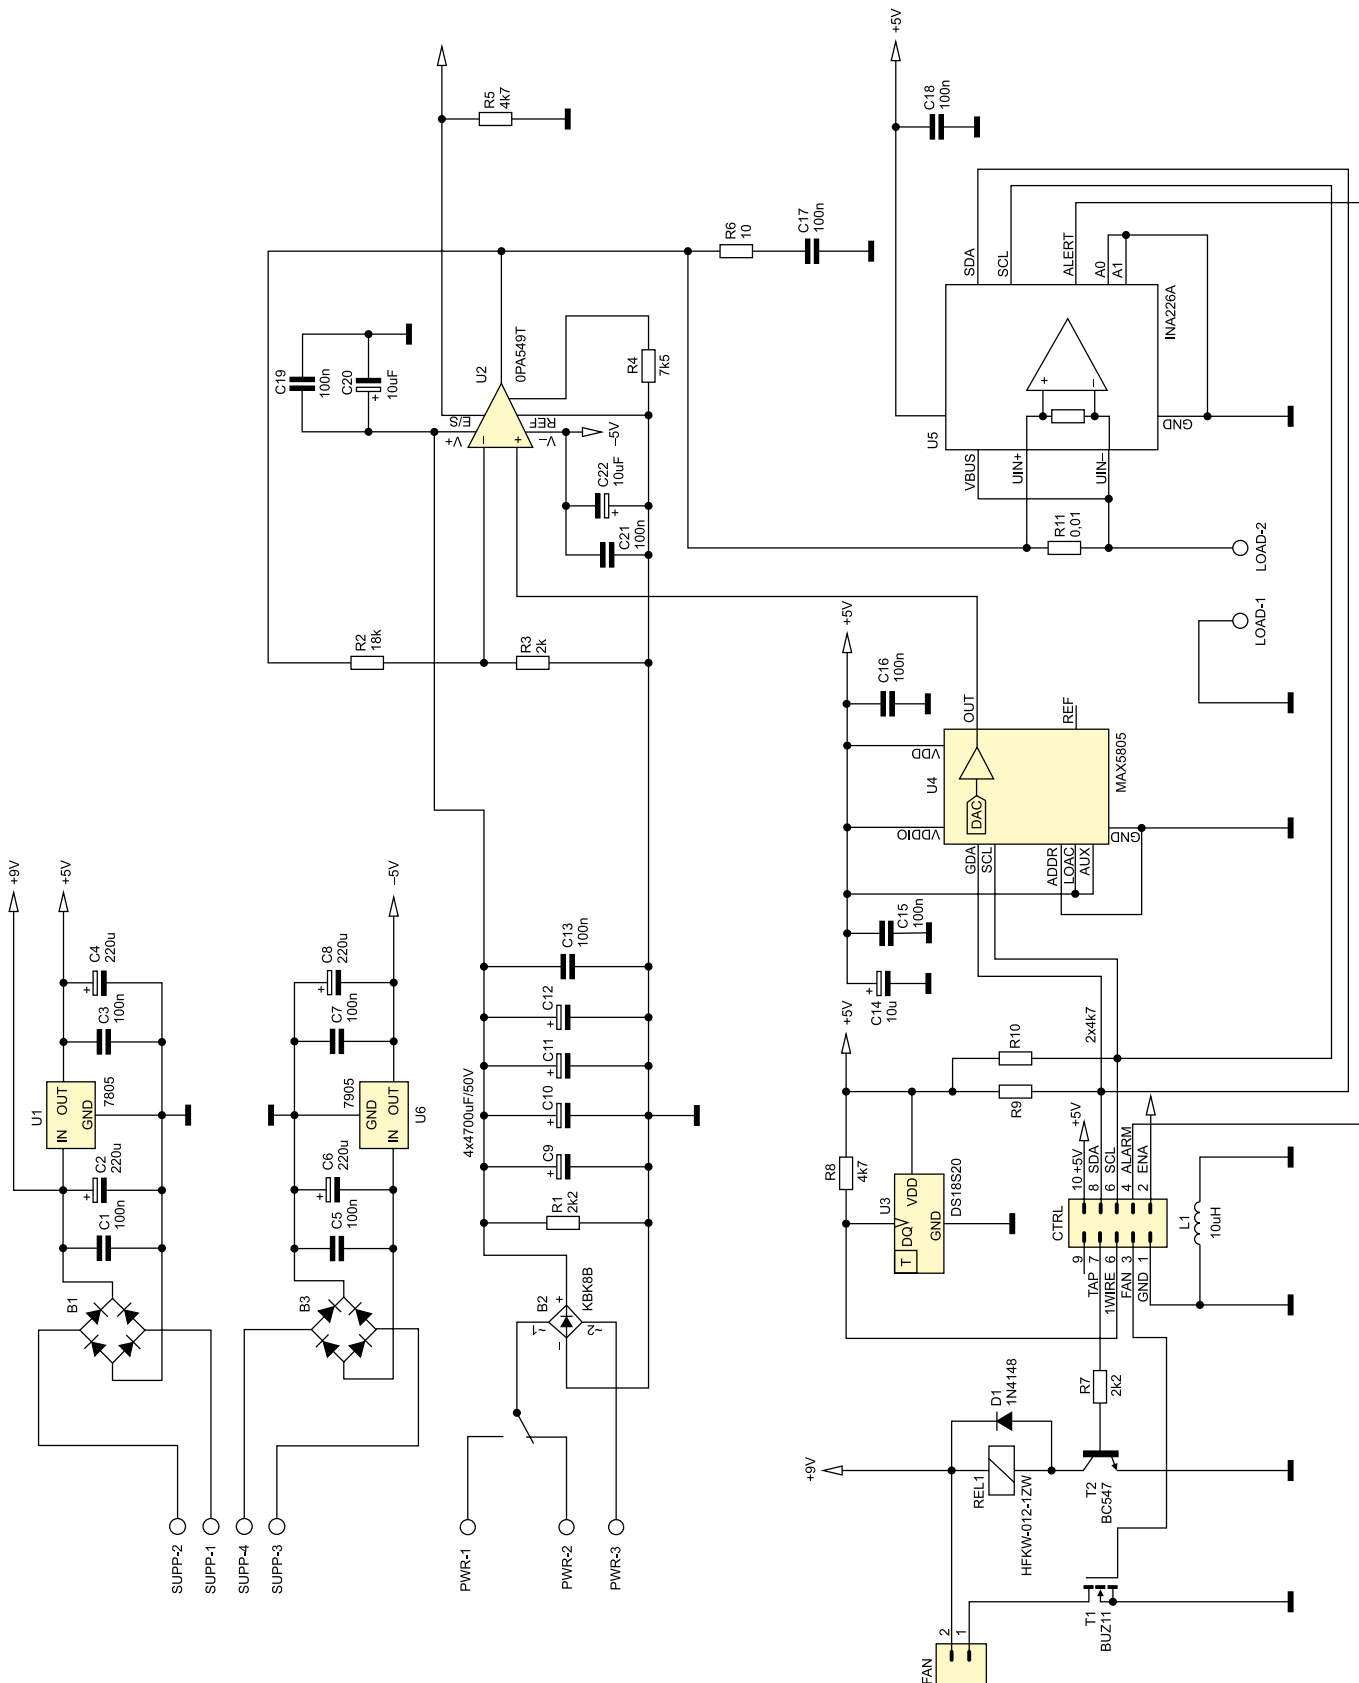 +9V
+5V
C4
220u
C3
100n
U1
IN
OUT
GND
7805
C2
220u
C1
100n
B1
–5V
C8
220u
C7
100n
7905
GND
IN
OUT
U6
C6
220u
C5
100n
B3
SUPP-2
SUPP-1
SUPP-4
SUPP-3
C19
100n
C20
10uF
R5
4k7
U2
0PA549T
E/S
V+
REF
V–
–5V
R4
7k5
C22
10uF
C21
100n
R2
18k
R3
2k
R6
10
C17
100n
4x4700uF/50V
C13
100n
C12
C11
C10
C9
R1
2k2
B2
KBK8B
~1
~2
PWR-1
PWR-2
PWR-3
+5V
C18
100n
SDA
SCL
ALERT
A0
A1
INA226A
U5
VBUS
UIN+
UIN–
GND
R11
0,01
LOAD-2
LOAD-1
+5V
C16
100n
OUT
REF
VDD
U4
MAX5805
DAC
VDDIO
GDA
SCL
ADDR
LOAC
AUX
GND
C15
100n
C14
10u
+5V
R10
R9
2x4k7
R8
4k7
U3
VDD
DQ
GND
T
DS18S20
+5V
CTRL
10 +5V
8 SDA
6 SCL
4 ALARM
2 ENA
9
TAP 7
1WIRE 6
FAN 3
GND 1
L1
10uH
R7
2k2
D1
1N4148
+9V
REL1
HFKW-012-1ZW
T2
BC547
T1
BUZ11
2
1
FAN